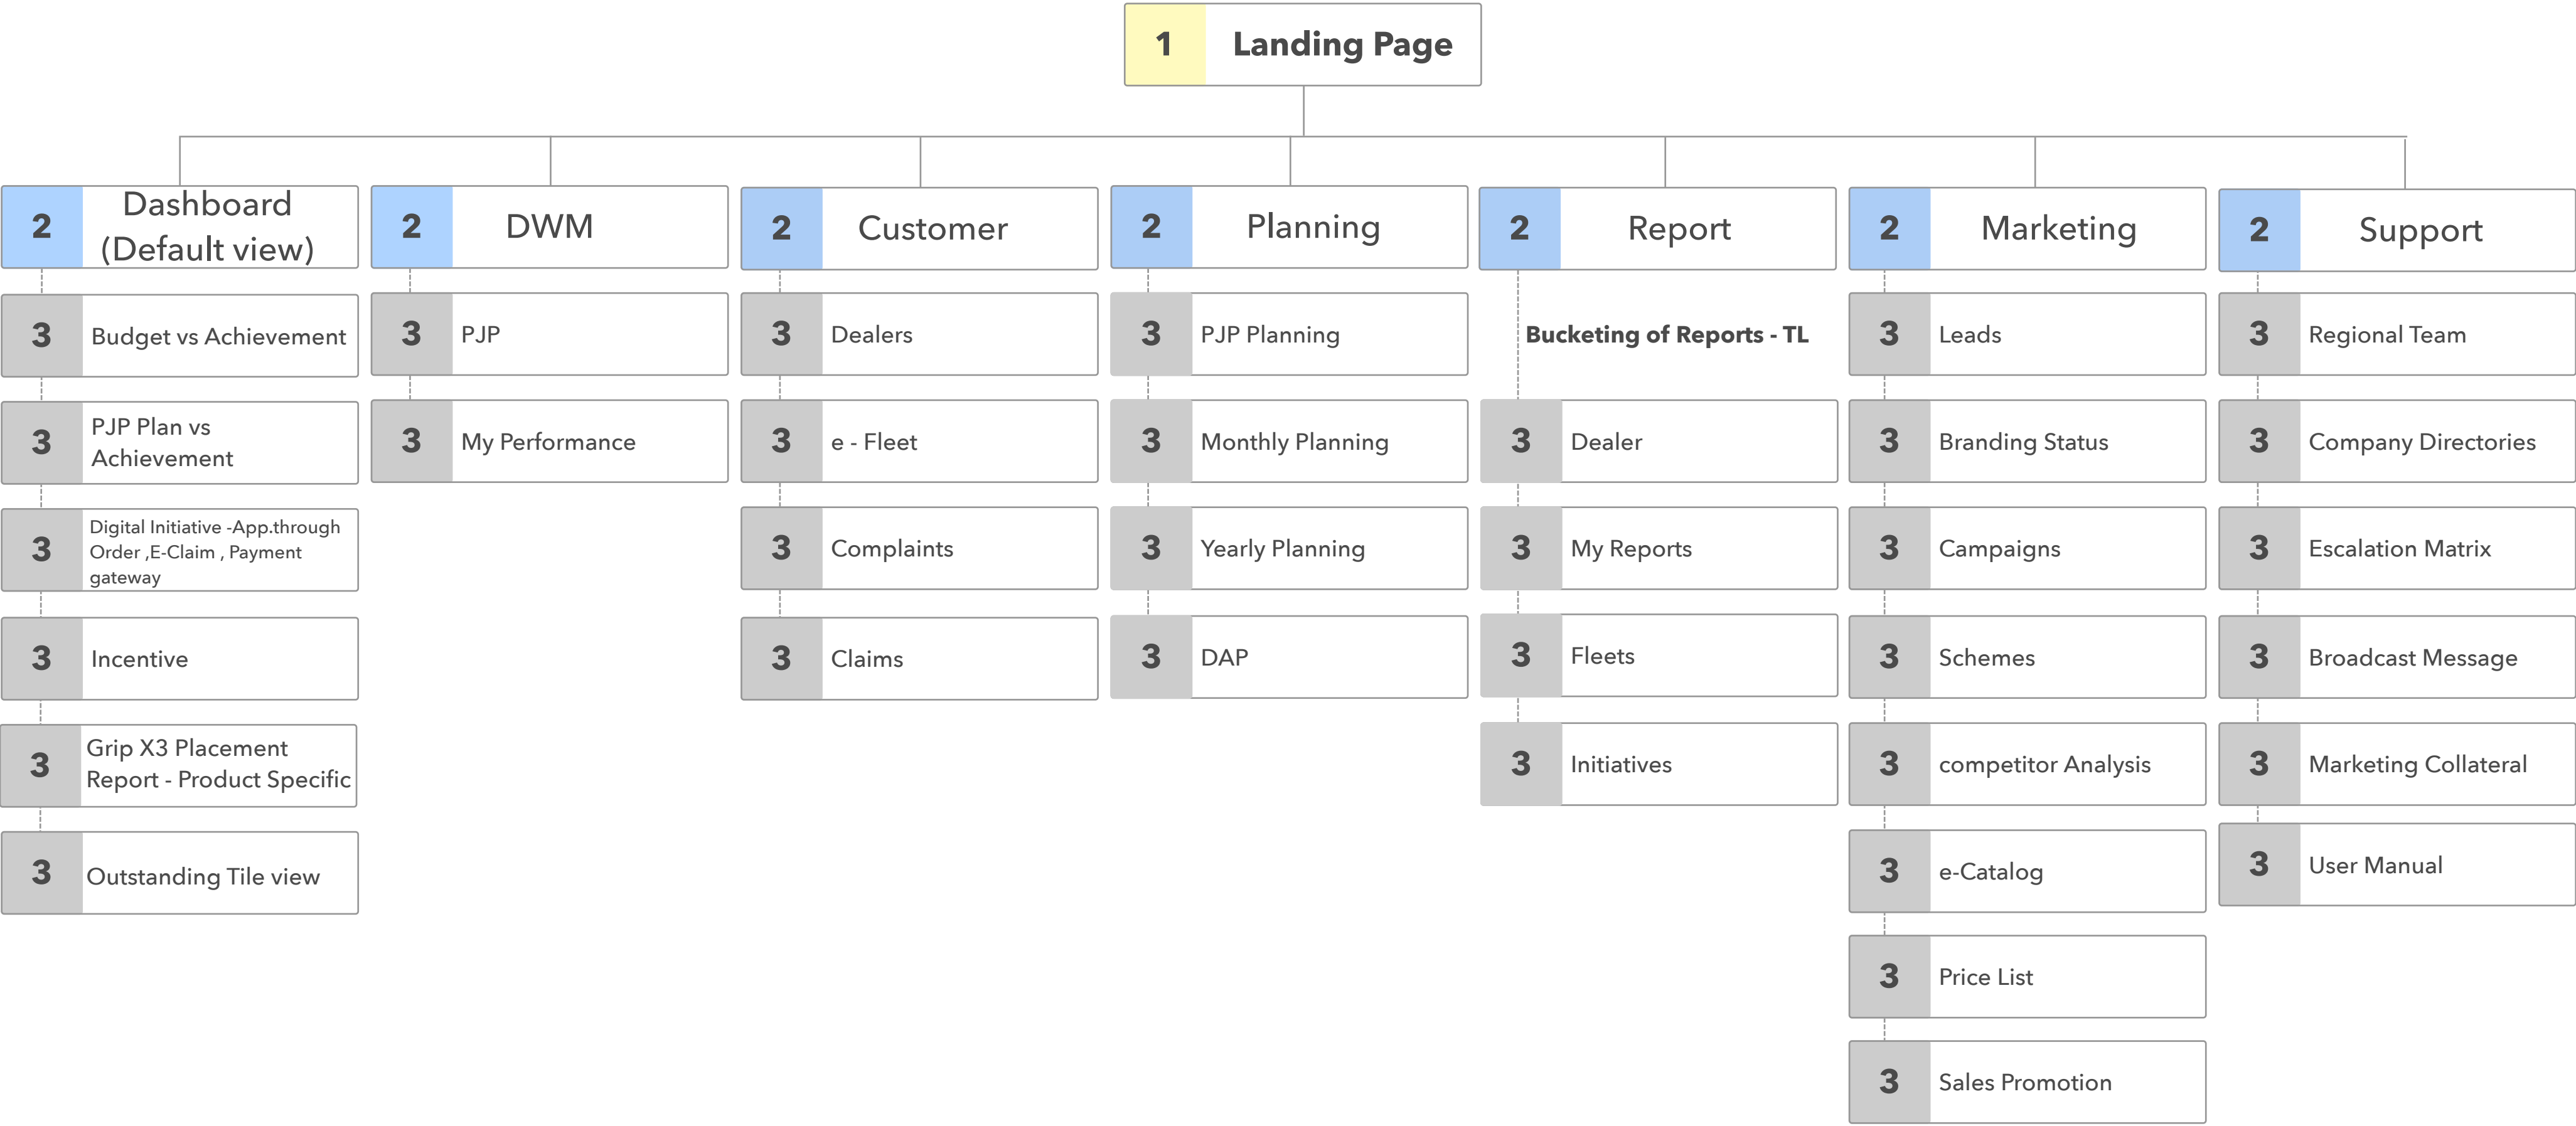 1 Landing Page
2 Dashboard
(Default view)
3 Budget vs Achievement
3 PJP Plan vs
Achievement
3 Digital Initiative -App.through
Order ,E-Claim , Payment
gateway
3 Incentive
3 Grip X3 Placement
Report - Product Specific
3 Outstanding Tile view
2 DWM
3 PJP
3 My Performance
2 Customer
3 Dealers
3 e - Fleet
3 Complaints
3 Claims
2 Planning
3 PJP Planning
3 Monthly Planning
3 Yearly Planning
3 DAP
2 Report
Bucketing of Reports - TL
3 Dealer
3 My Reports
3 Fleets
3 Initiatives
2 Marketing
3 Leads
3 Branding Status
3 Campaigns
3 Schemes
3 competitor Analysis
3 e-Catalog
3 Price List
3 Sales Promotion
2 Support
3 Regional Team
3 Company Directories
3 Escalation Matrix
3 Broadcast Message
3 Marketing Collateral
3 User Manual